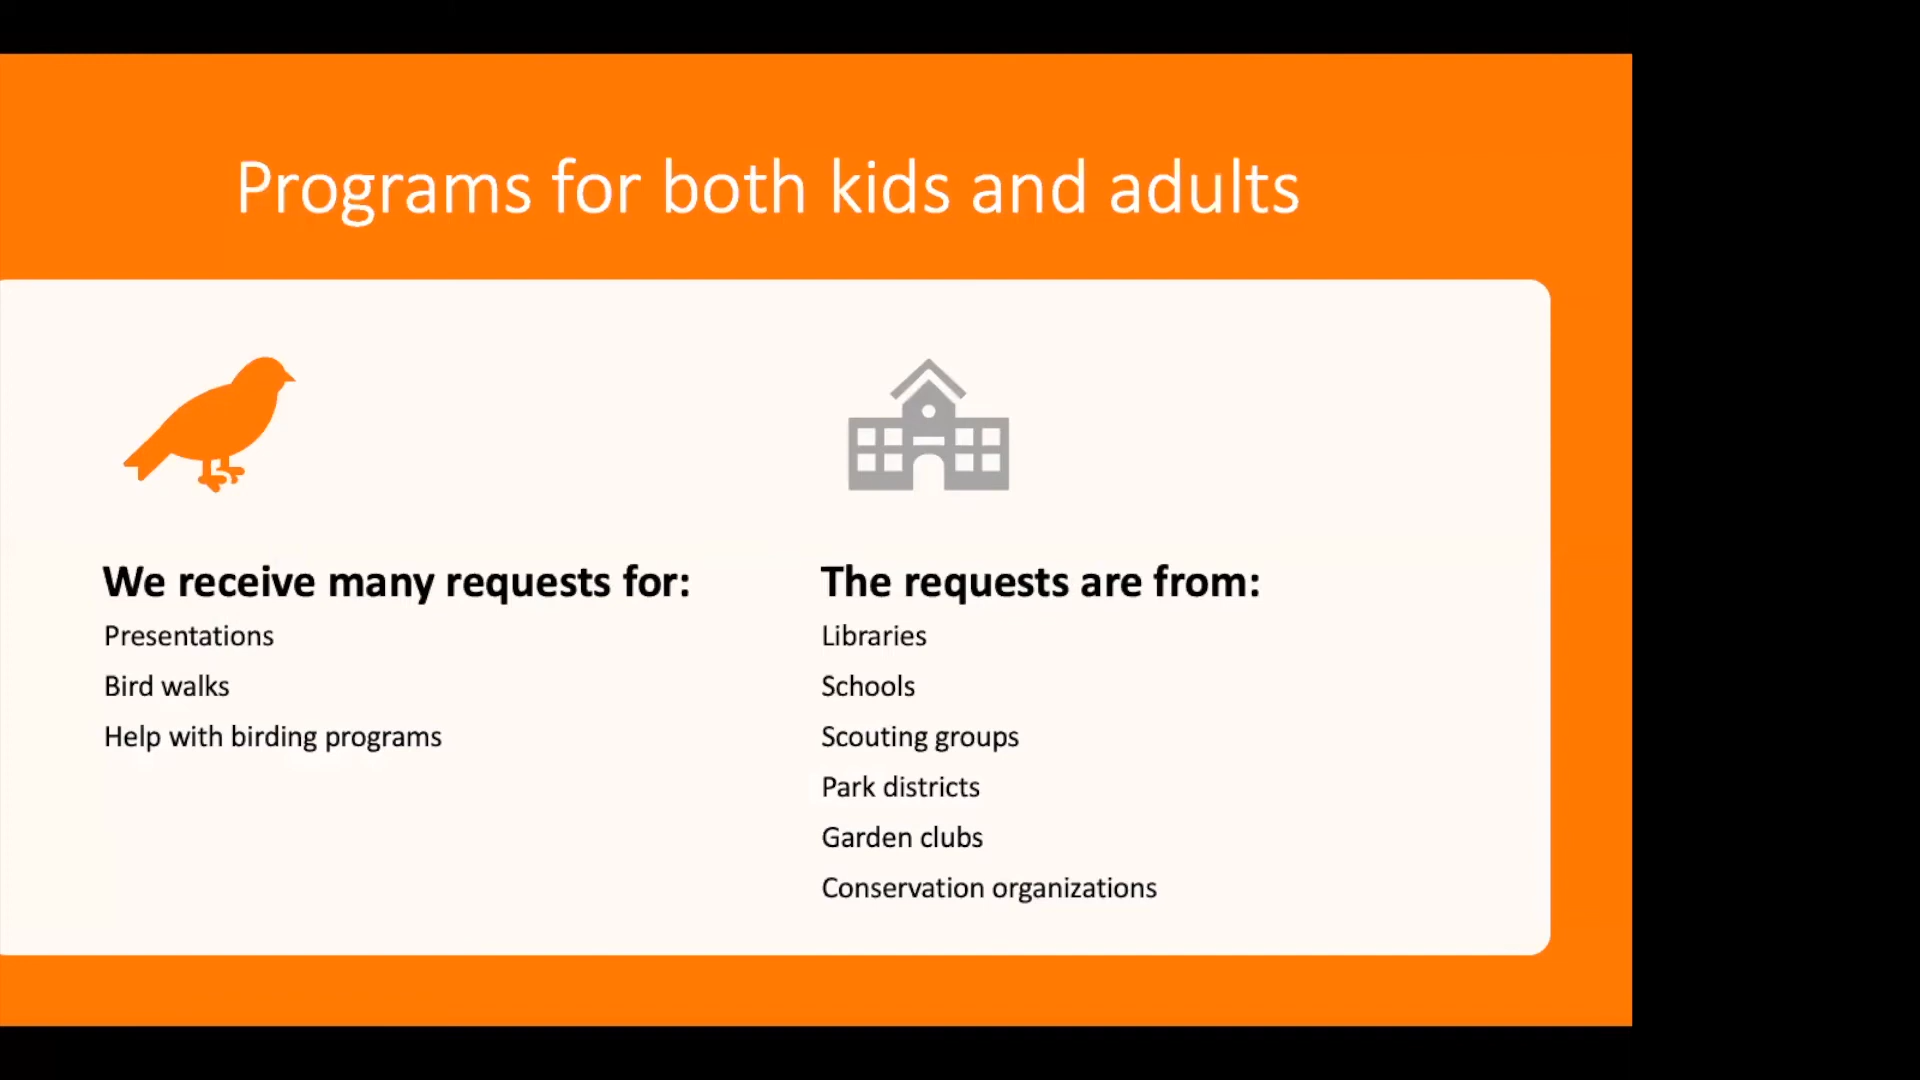 Programs for both kids and adults
We receive many requests for:
Presentations
Bird walks
Help with birding programs
The requests are from:
Libraries
Schools
Scouting groups
Park districts
Garden clubs
Conservation organizations